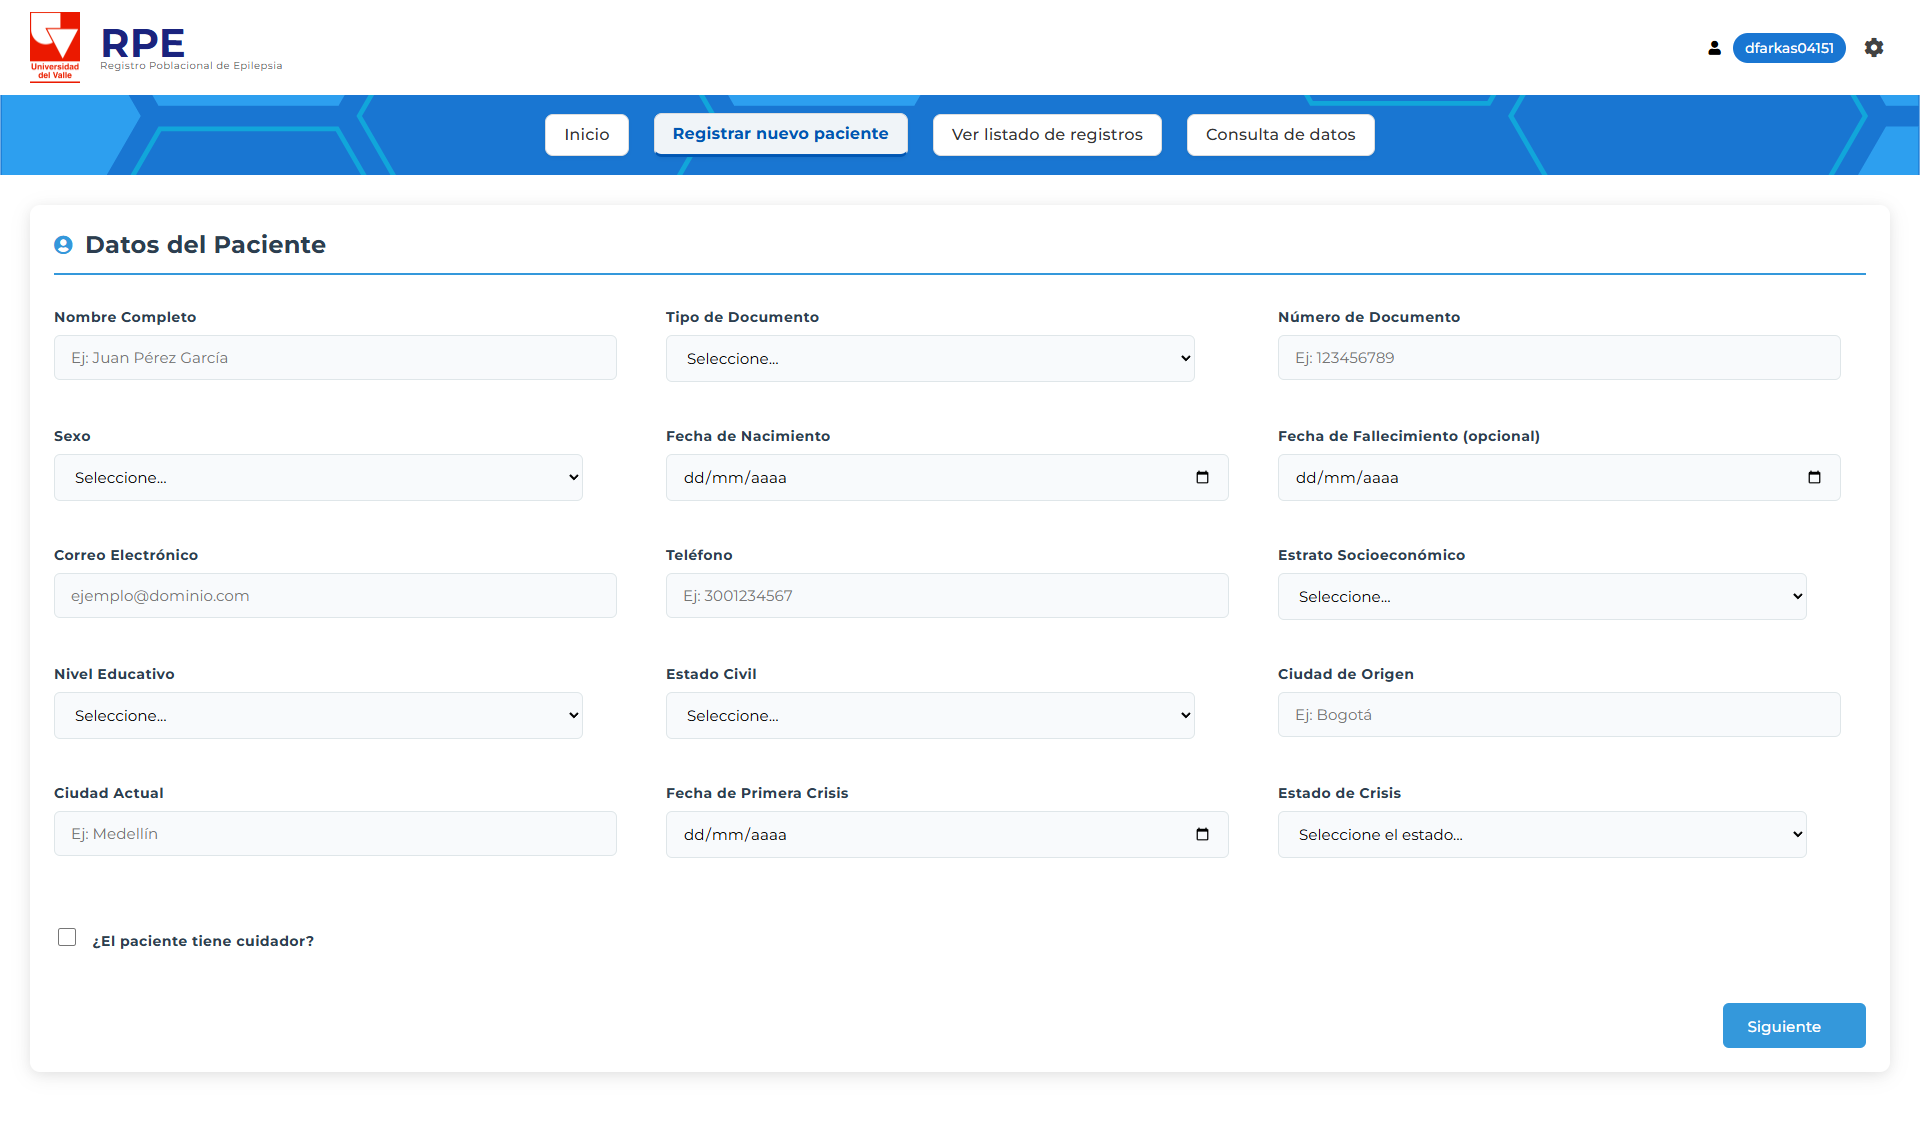 Universidad
del Valle
RPE
Registro Poblacional de Epilepsia
dfarkas04151
Inicio
Registrar nuevo paciente
Ver listado de registros
Consulta de datos
Datos del Paciente
Nombre Completo
Tipo de Documento
Número de Documento
Ej: Juan Pérez García
Seleccione...
Ej: 123456789
Sexo
Fecha de Nacimiento
Fecha de Fallecimiento (opcional)
Seleccione...
dd/mm/aaaa
dd/mm/aaaa
Correo Electrónico
Teléfono
Estrato Socioeconómico
ejemplo@dominio.com
Ej: 3001234567
Seleccione...
Nivel Educativo
Estado Civil
Ciudad de Origen
Seleccione...
Seleccione...
Ej: Bogotá
Ciudad Actual
Fecha de Primera Crisis
Estado de Crisis
Ej: Medellín
dd/mm/aaaa
Seleccione el estado...
¿El paciente tiene cuidador?
Siguiente